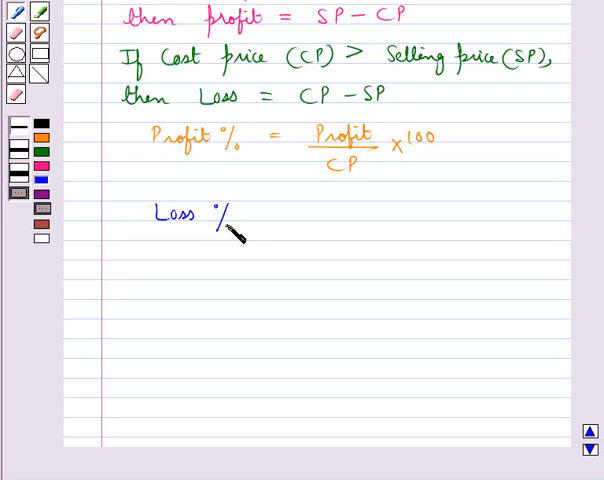 then profit = SP - CP
If Cost price (CP) > Selling price (SP),
then Loss = CP - SP
Profit % = Profit / CP × 100
Loss %